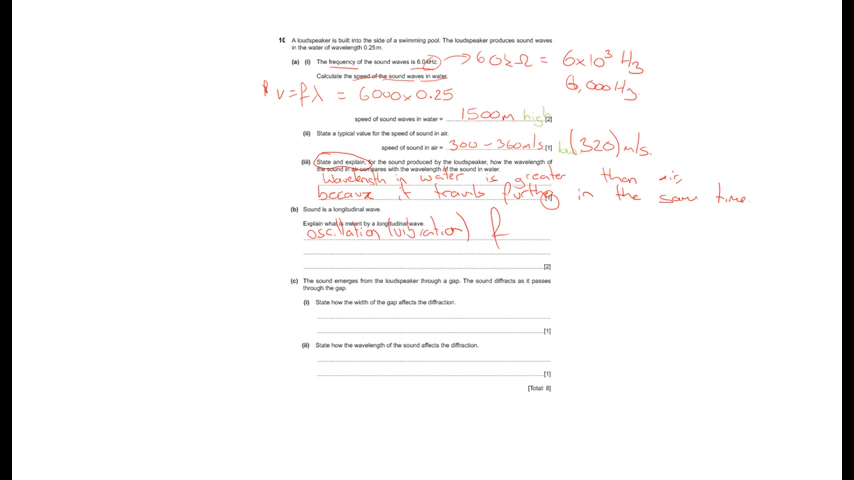 10 A loudspeaker is built into the side of a swimming pool. The loudspeaker produces sound waves
in the water of wavelength 0.25m.
(a) (i) The frequency of the sound waves is 6.0kHz. → 60kΩ = 6x10³ Hz
Calculate the speed of the sound waves in water. 6,000Hz
v=fλ = 6000x0.25
speed of sound waves in water = 1500m high [2]
(ii) State a typical value for the speed of sound in air.
speed of sound in air = 300 - 360m/s [1] (320) m/s.
(iii) State and explain, for the sound produced by the loudspeaker, how the wavelength of
the sound in air compares with the wavelength of the sound in water.
Wavelength in water is greater than air,
because it travels further in the same time
[1]
(b) Sound is a longitudinal wave.
Explain what is meant by a longitudinal wave.
oscillation (vibration) f
[2]
(c) The sound emerges from the loudspeaker through a gap. The sound diffracts as it passes
through the gap.
(i) State how the width of the gap affects the diffraction.
[1]
(ii) State how the wavelength of the sound affects the diffraction.
[1]
[Total: 8]